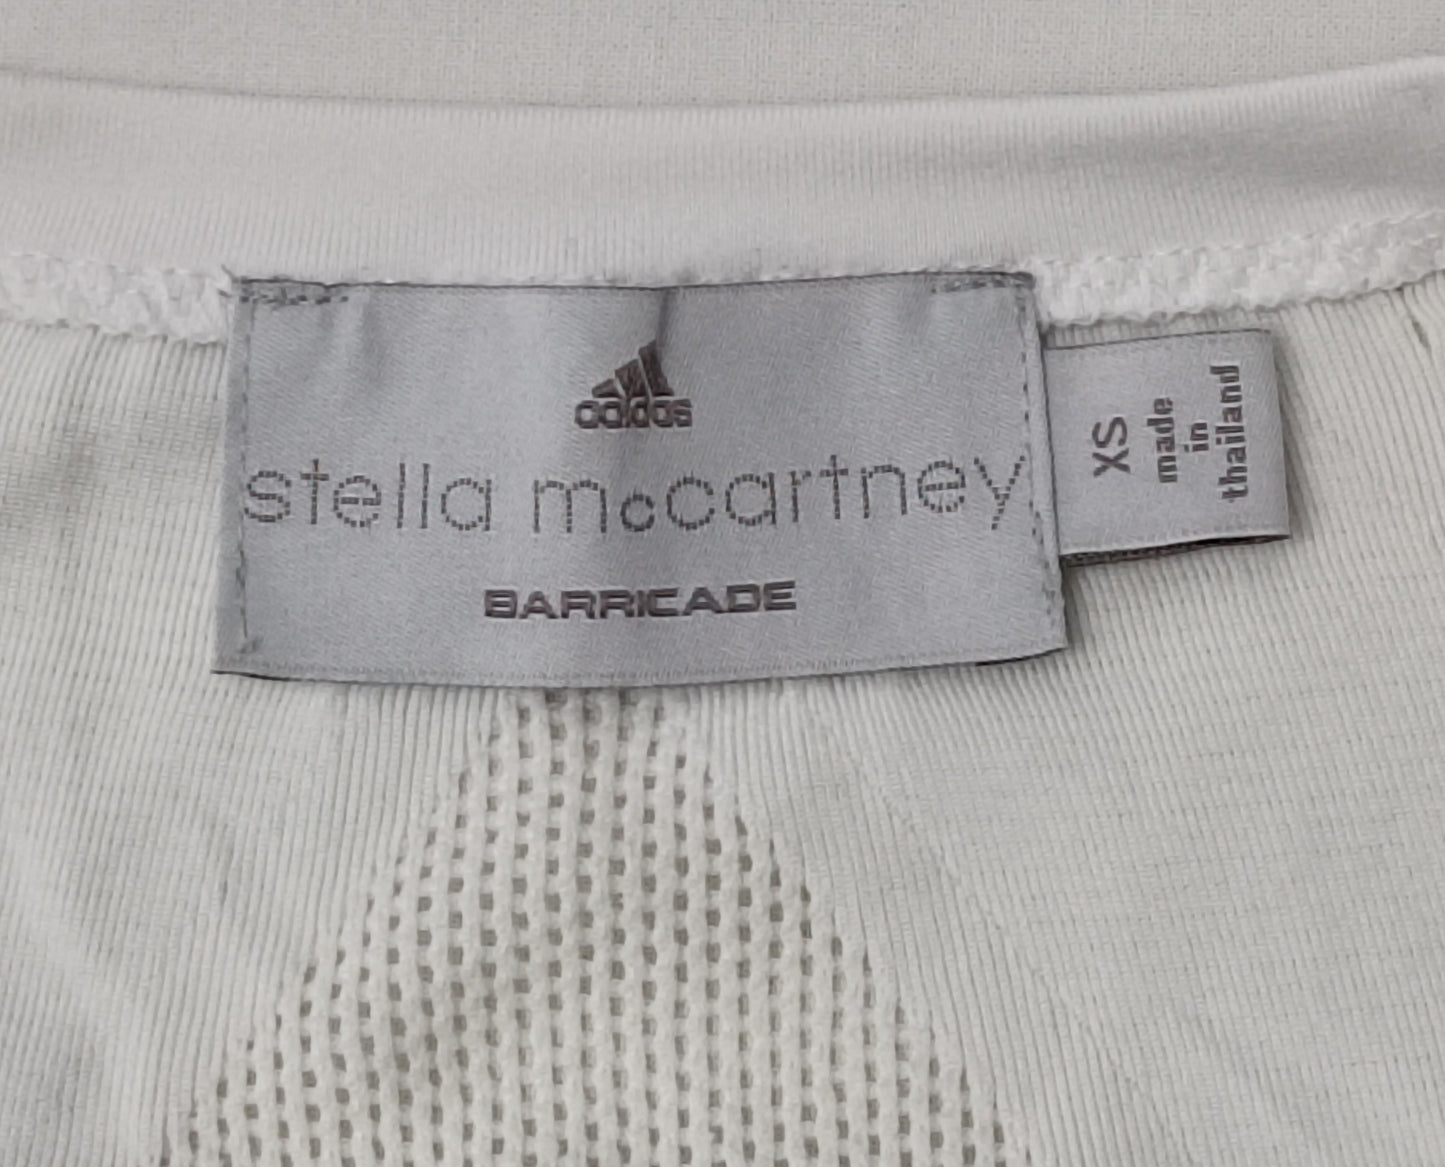 adidas
stella mccartney
BARRICADE
XS
made
in
thailand